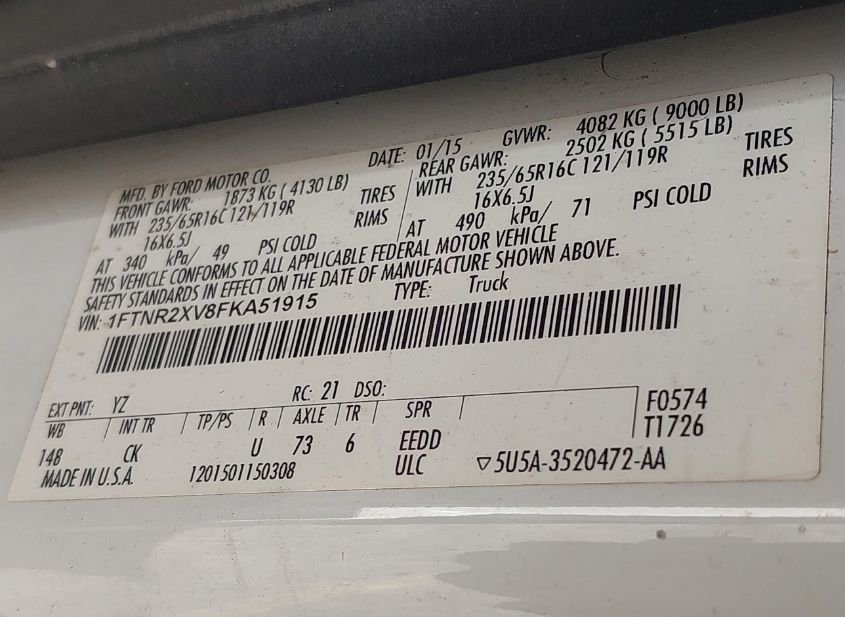 MFD. BY FORD MOTOR CO. DATE: 01/15 GVWR: 4082 KG ( 9000 LB)
FRONT GAWR: 1873 KG ( 4130 LB) REAR GAWR: 2502 KG ( 5515 LB)
WITH 235/65R16C 121/119R TIRES WITH 235/65R16C 121/119R TIRES
16X6.5J RIMS 16X6.5J RIMS
AT 340 kPa/ 49 PSI COLD AT 490 kPa/ 71 PSI COLD
THIS VEHICLE CONFORMS TO ALL APPLICABLE FEDERAL MOTOR VEHICLE
SAFETY STANDARDS IN EFFECT ON THE DATE OF MANUFACTURE SHOWN ABOVE.
VIN: 1FTNR2XV8FKA51915 TYPE: Truck
EXT PNT: YZ RC: 21 DSO:
WB INT TR TP/PS R AXLE TR SPR F0574
148 CK U 73 6 EEDD T1726
MADE IN U.S.A. 1201501150308 ULC ▽5U5A-3520472-AA